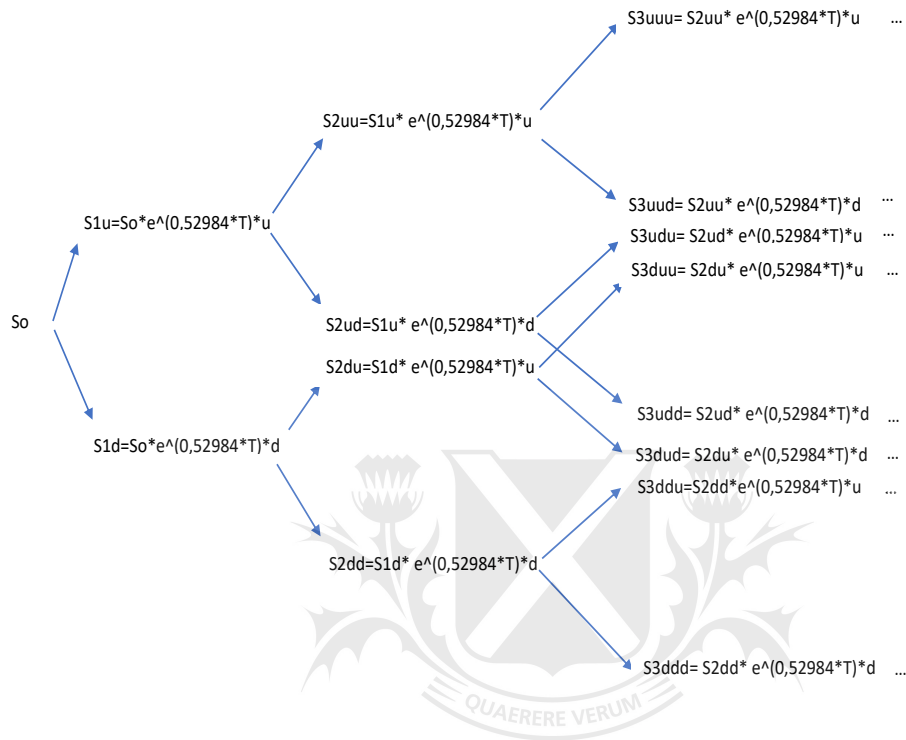 S3uuu= S2uu* e^(0,52984*T)*u ...
S2uu=S1u* e^(0,52984*T)*u
S3uud= S2uu* e^(0,52984*T)*d ...
S1u=So*e^(0,52984*T)*u
S3udu= S2ud* e^(0,52984*T)*u ...
S3duu= S2du* e^(0,52984*T)*u ...
So
S2ud=S1u* e^(0,52984*T)*d
S2du=S1d* e^(0,52984*T)*u
S3udd= S2ud* e^(0,52984*T)*d ...
S1d=So*e^(0,52984*T)*d
S3dud= S2du* e^(0,52984*T)*d ...
S3ddu=S2dd*e^(0,52984*T)*u ...
S2dd=S1d* e^(0,52984*T)*d
S3ddd= S2dd* e^(0,52984*T)*d ...
QUAERERE VERUM